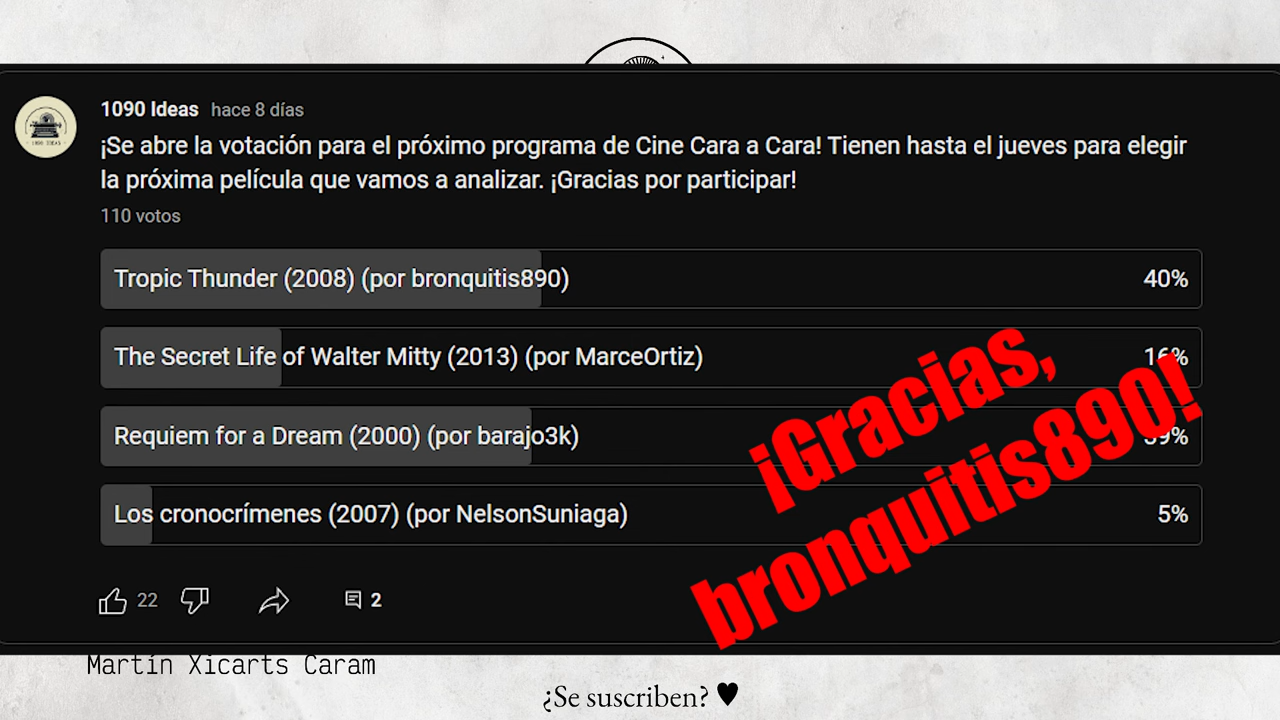 1090 Ideas hace 8 días
¡Se abre la votación para el próximo programa de Cine Cara a Cara! Tienen hasta el jueves para elegir
la próxima película que vamos a analizar. ¡Gracias por participar!
110 votos
Tropic Thunder (2008) (por bronquitis890) 40%
The Secret Life of Walter Mitty (2013) (por MarceOrtiz) 16%
Requiem for a Dream (2000) (por barajo3k) 39%
Los cronocrímenes (2007) (por NelsonSuniaga) 5%
¡Gracias,
bronquitis890!
22 2
Martín Xicarts Caram
¿Se suscriben? ♥